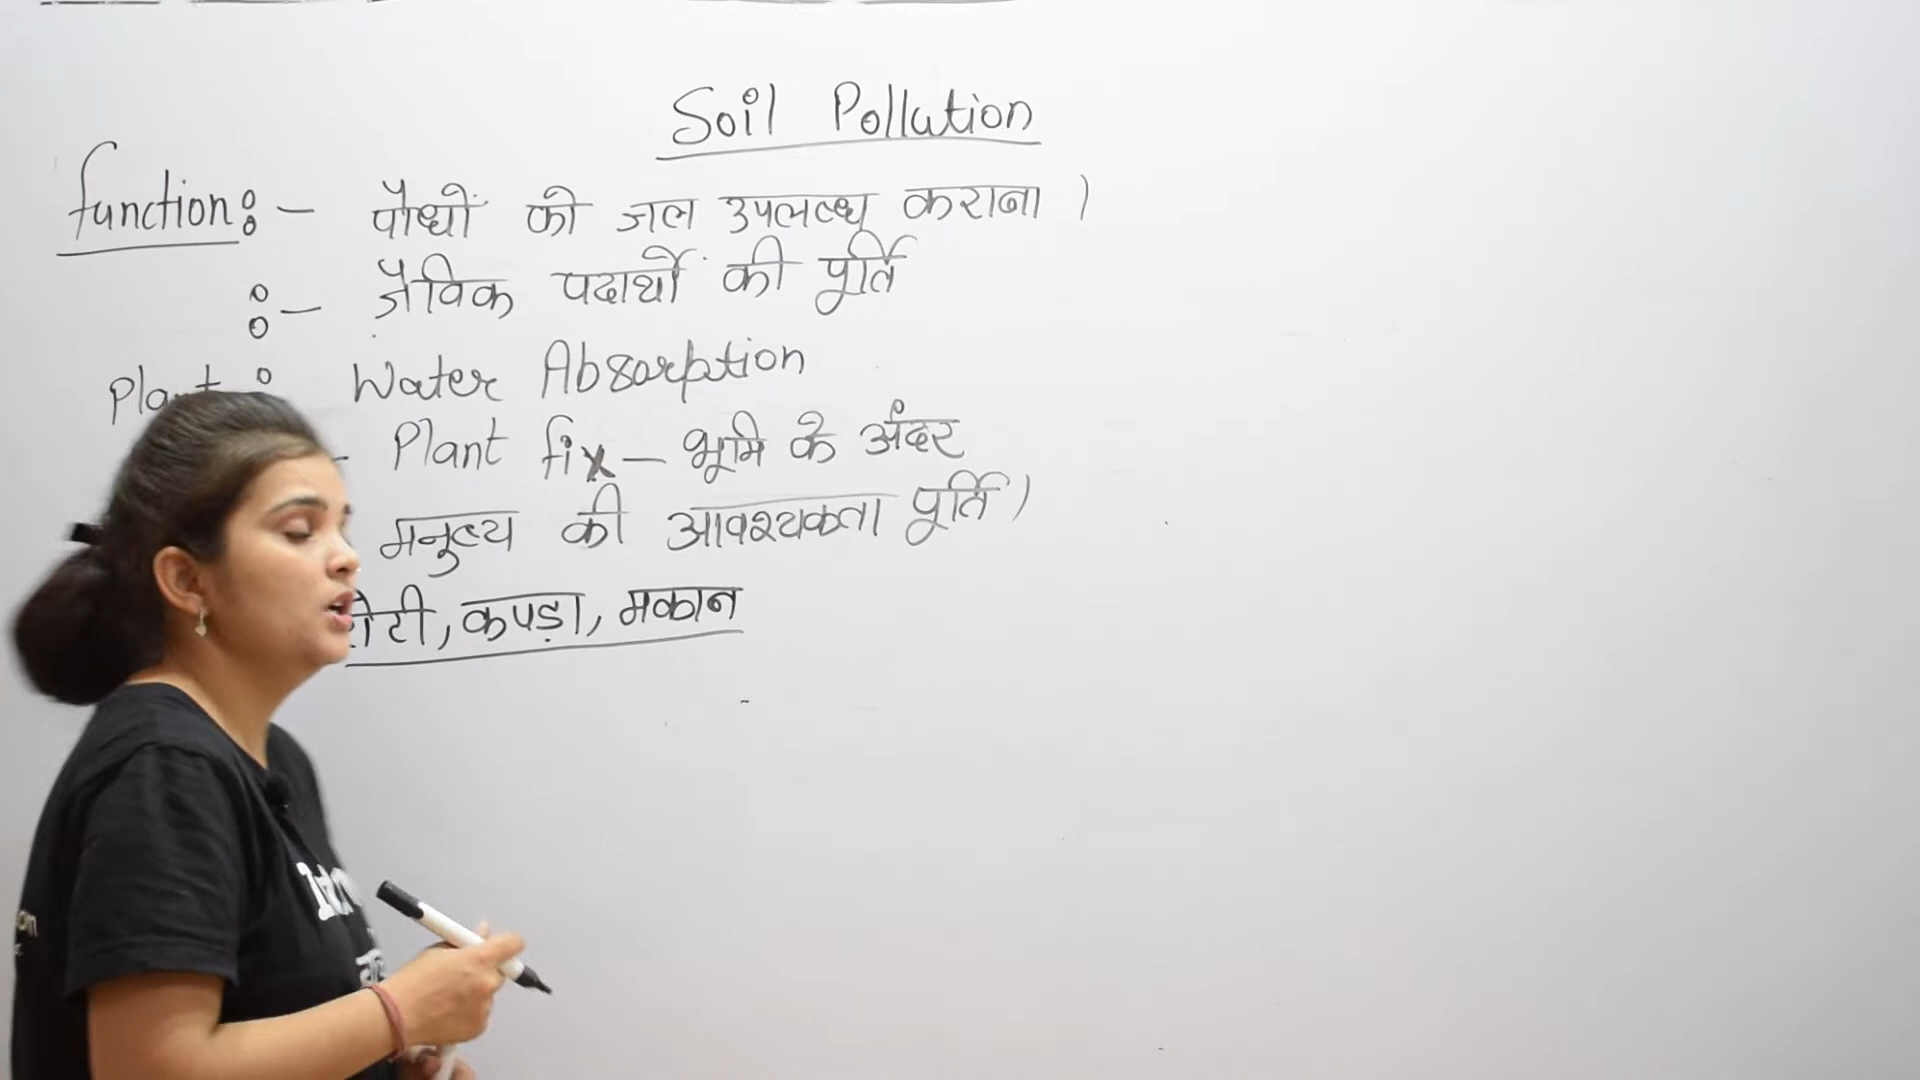 Soil Pollution
function :- पौधों को जल उपलब्ध कराना।
:- जैविक पदार्थों की पूर्ति
Water Absorption
- Plant fix - भूमि के अंदर
मनुष्य की आवश्यकता पूर्ति।
रोटी, कपड़ा, मकान